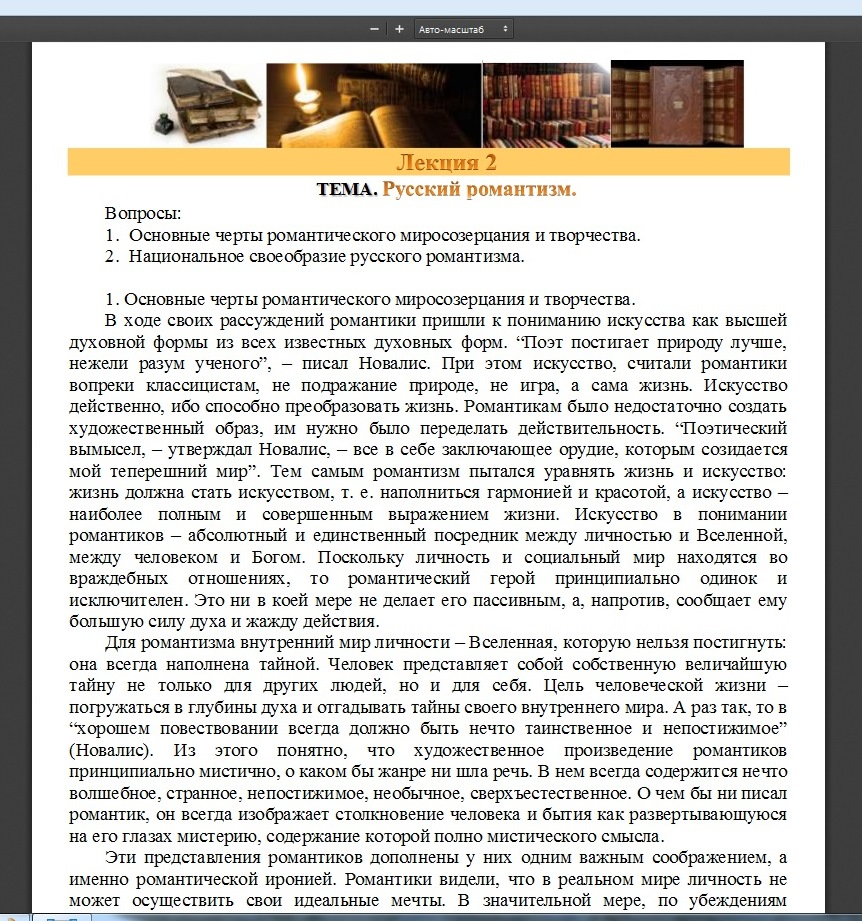 Авто-масштаб
Лекция 2
ТЕМА. Русский романтизм.
Вопросы:
1. Основные черты романтического миросозерцания и творчества.
2. Национальное своеобразие русского романтизма.
1. Основные черты романтического миросозерцания и творчества.
В ходе своих рассуждений романтики пришли к пониманию искусства как высшей
духовной формы из всех известных духовных форм. “Поэт постигает природу лучше,
нежели разум ученого”, – писал Новалис. При этом искусство, считали романтики
вопреки классицистам, не подражание природе, не игра, а сама жизнь. Искусство
действенно, ибо способно преобразовать жизнь. Романтикам было недостаточно создать
художественный образ, им нужно было переделать действительность. “Поэтический
вымысел, – утверждал Новалис, – все в себе заключающее орудие, которым созидается
мой теперешний мир”. Тем самым романтизм пытался уравнять жизнь и искусство:
жизнь должна стать искусством, т. е. наполниться гармонией и красотой, а искусство –
наиболее полным и совершенным выражением жизни. Искусство в понимании
романтиков – абсолютный и единственный посредник между личностью и Вселенной,
между человеком и Богом. Поскольку личность и социальный мир находятся во
враждебных отношениях, то романтический герой принципиально одинок и
исключителен. Это ни в коей мере не делает его пассивным, а, напротив, сообщает ему
большую силу духа и жажду действия.
Для романтизма внутренний мир личности – Вселенная, которую нельзя постигнуть:
она всегда наполнена тайной. Человек представляет собой собственную величайшую
тайну не только для других людей, но и для себя. Цель человеческой жизни –
погружаться в глубины духа и отгадывать тайны своего внутреннего мира. А раз так, то в
“хорошем повествовании всегда должно быть нечто таинственное и непостижимое”
(Новалис). Из этого понятно, что художественное произведение романтиков
принципиально мистично, о каком бы жанре ни шла речь. В нем всегда содержится нечто
волшебное, странное, непостижимое, необычное, сверхъестественное. О чем бы ни писал
романтик, он всегда изображает столкновение человека и бытия как развертывающуюся
на его глазах мистерию, содержание которой полно мистического смысла.
Эти представления романтиков дополнены у них одним важным соображением, а
именно романтической иронией. Романтики видели, что в реальном мире личность не
может осуществить свои идеальные мечты. В значительной мере, по убеждениям